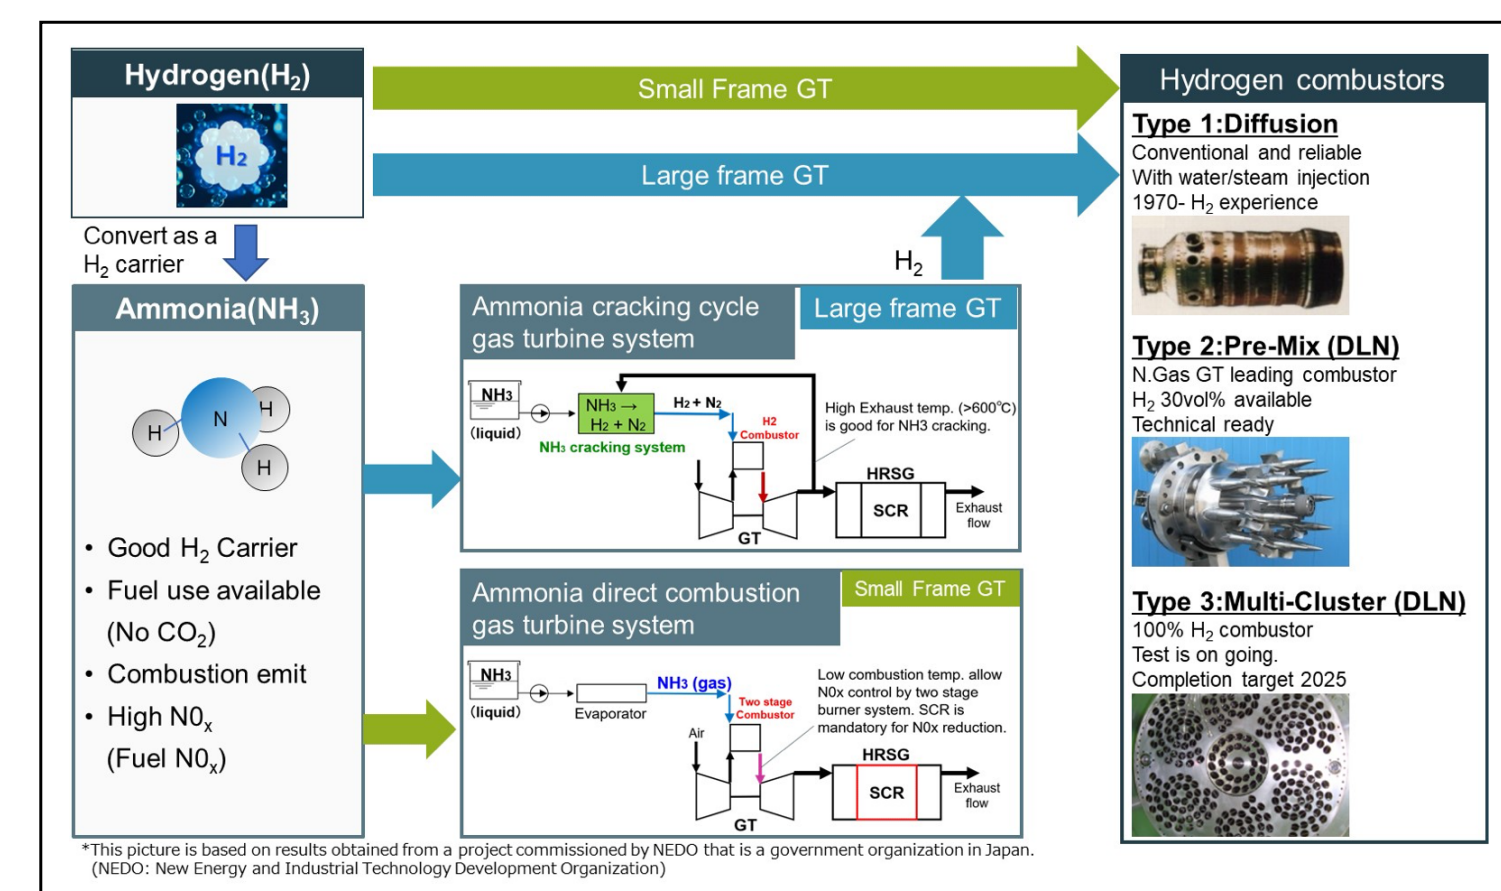 Hydrogen(H₂)
H₂
Small Frame GT
Large frame GT
Convert as a
H₂ carrier
H₂
Ammonia(NH₃)
N
H
H
H
• Good H₂ Carrier
• Fuel use available
(No CO₂)
• Combustion emit
• High N0ₓ
(Fuel N0ₓ)
Ammonia cracking cycle
gas turbine system
Large frame GT
NH₃
(liquid)
NH₃ →
H₂ + N₂
NH₃ cracking system
H₂ + N₂
H2
Combustor
High Exhaust temp. (>600℃)
is good for NH3 cracking.
HRSG
SCR
Exhaust
flow
GT
Ammonia direct combustion
gas turbine system
Small Frame GT
NH₃
(liquid)
Evaporator
NH₃ (gas)
Two stage
Combustor
Low combustion temp. allow
N0x control by two stage
burner system. SCR is
mandatory for N0x reduction.
Air
HRSG
SCR
Exhaust
flow
GT
Hydrogen combustors
Type 1:Diffusion
Conventional and reliable
With water/steam injection
1970- H₂ experience
Type 2:Pre-Mix (DLN)
N.Gas GT leading combustor
H₂ 30vol% available
Technical ready
Type 3:Multi-Cluster (DLN)
100% H₂ combustor
Test is on going.
Completion target 2025
*This picture is based on results obtained from a project commissioned by NEDO that is a government organization in Japan.
(NEDO: New Energy and Industrial Technology Development Organization)